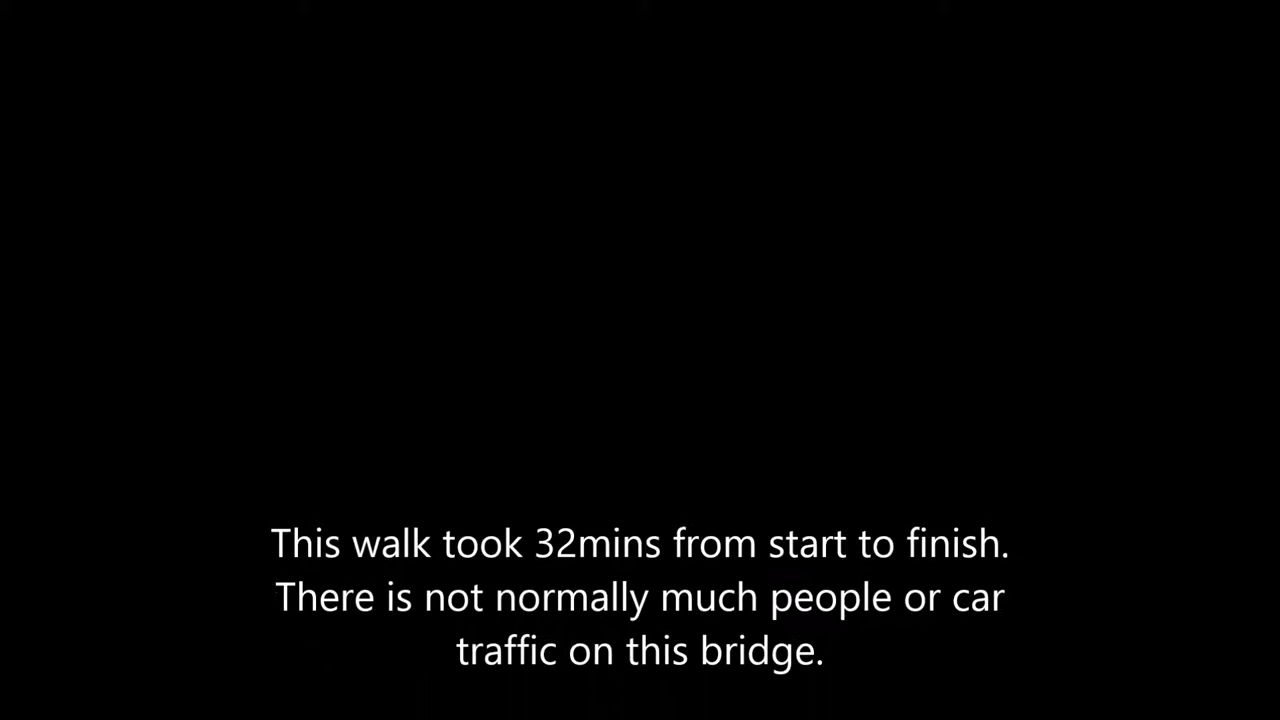 This walk took 32mins from start to finish.
There is not normally much people or car
traffic on this bridge.